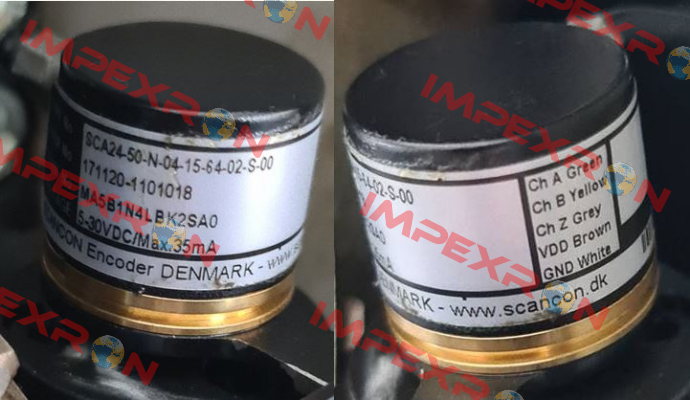 SCA24-50-N-04-15-64-02-S-00
171120-1101018
MA5B1N4LBK2SA0
5-30VDC/Max.35mA
SCANCON Encoder DENMARK - www.s
-02-S-00
Ch A Green
Ch B Yellow
Ch Z Grey
VDD Brown
GND White
- www.scancon.dk
IMPEXRON
IMPEXRON
IMPEXRON
IMPEXRON
IMPEXRON
IMPEXRON